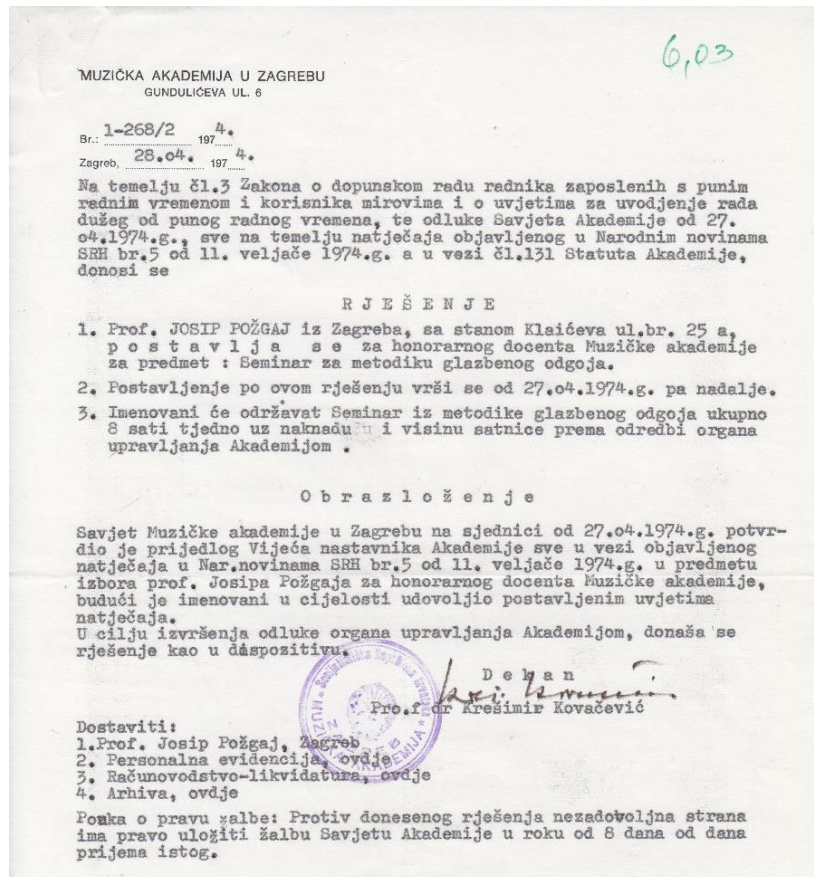 6,03
MUZIČKA AKADEMIJA U ZAGREBU
GUNDULIĆEVA UL. 6
Br.: 1-268/2 1974.
Zagreb, 28.o4. 1974.
Na temelju čl.3 Zakona o dopunskom radu radnika zaposlenih s punim
radnim vremenom i korisnika mirovima i o uvjetima za uvodjenje rada
dužeg od punog radnog vremena, te odluke Savjeta Akademije od 27.
o4.1974.g., sve na temelju natječaja objavljenog u Narodnim novinama
SRH br.5 od 11. veljače 1974.g. a u vezi čl.131 Statuta Akademije,
donosi se
R J E Š E N J E
1. Prof. JOSIP POŽGAJ iz Zagreba, sa stanom Klaićeva ul.br. 25 a,
p o s t a v l j a  s e za honorarnog docenta Muzičke akademije
za predmet : Seminar za metodiku glazbenog odgoja.
2. Postavljenje po ovom rješenju vrši se od 27.o4.1974.g. pa nadalje.
3. Imenovani će održavat Seminar iz metodike glazbenog odgoja ukupno
8 sati tjedno uz naknadu i visinu satnice prema odredbi organa
upravljanja Akademijom .
O b r a z l o ž e n j e
Savjet Muzičke akademije u Zagrebu na sjednici od 27.o4.1974.g. potvr-
dio je prijedlog Vijeća nastavnika Akademije sve u vezi objavljenog
natječaja u Nar.novinama SRH br.5 od 11. veljače 1974.g. u predmetu
izbora prof. Josipa Požgaja za honorarnog docenta Muzičke akademije,
budući je imenovani u cijelosti udovoljio postavljenim uvjetima
natječaja.
U cilju izvršenja odluke organa upravljanja Akademijom, donaša se
rješenje kao u dispozitivu.
D e k a n
Pro.f dr Krešimir Kovačević
MUZIČKA AKADEMIJA
ZAGREB
Dostaviti:
1.Prof. Josip Požgaj, Zagreb
2. Personalna evidencija, ovdje
3. Računovodstvo-likvidatura, ovdje
4. Arhiva, ovdje
Pouka o pravu žalbe: Protiv donesenog rješenja nezadovoljna strana
ima pravo uložiti žalbu Savjetu Akademije u roku od 8 dana od dana
prijema istog.